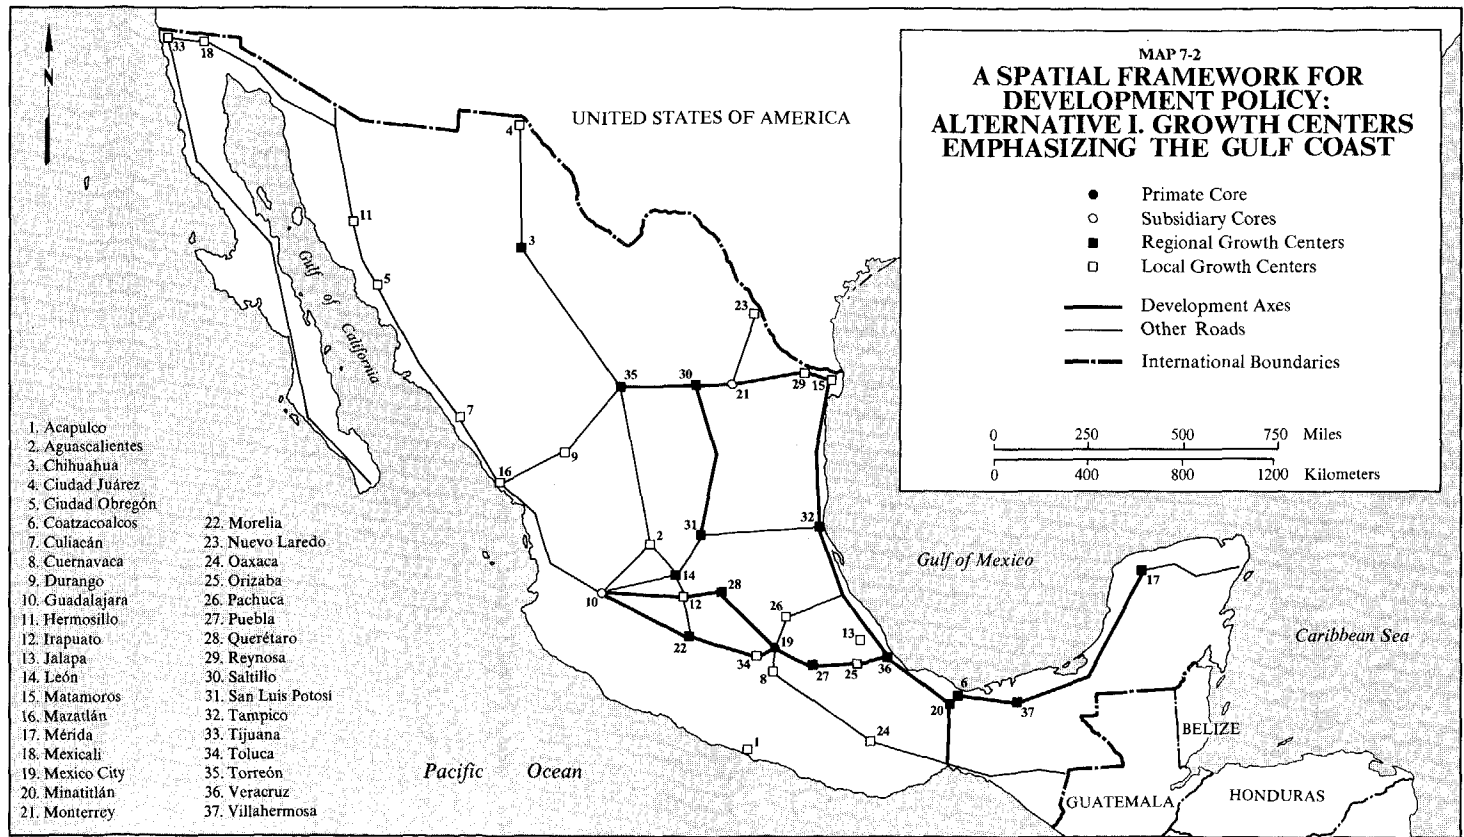 MAP 7-2
A SPATIAL FRAMEWORK FOR
DEVELOPMENT POLICY:
ALTERNATIVE I. GROWTH CENTERS
EMPHASIZING THE GULF COAST
Primate Core
Subsidiary Cores
Regional Growth Centers
Local Growth Centers
Development Axes
Other Roads
International Boundaries
0 250 500 750 Miles
0 400 800 1200 Kilometers
N
UNITED STATES OF AMERICA
Gulf of California
Gulf of Mexico
Caribbean Sea
Pacific Ocean
BELIZE
GUATEMALA
HONDURAS
33
18
4
11
3
5
23
35
30
21
29
15
7
9
16
2
31
32
14
10
12
28
26
17
22
34
19
13
8
27
25
36
6
20
37
24
1
1. Acapulco
2. Aguascalientes
3. Chihuahua
4. Ciudad Juárez
5. Ciudad Obregón
6. Coatzacoalcos
7. Culiacán
8. Cuernavaca
9. Durango
10. Guadalajara
11. Hermosillo
12. Irapuato
13. Jalapa
14. León
15. Matamoros
16. Mazatlán
17. Mérida
18. Mexicali
19. Mexico City
20. Minatitlán
21. Monterrey
22. Morelia
23. Nuevo Laredo
24. Oaxaca
25. Orizaba
26. Pachuca
27. Puebla
28. Querétaro
29. Reynosa
30. Saltillo
31. San Luis Potosí
32. Tampico
33. Tijuana
34. Toluca
35. Torreón
36. Veracruz
37. Villahermosa